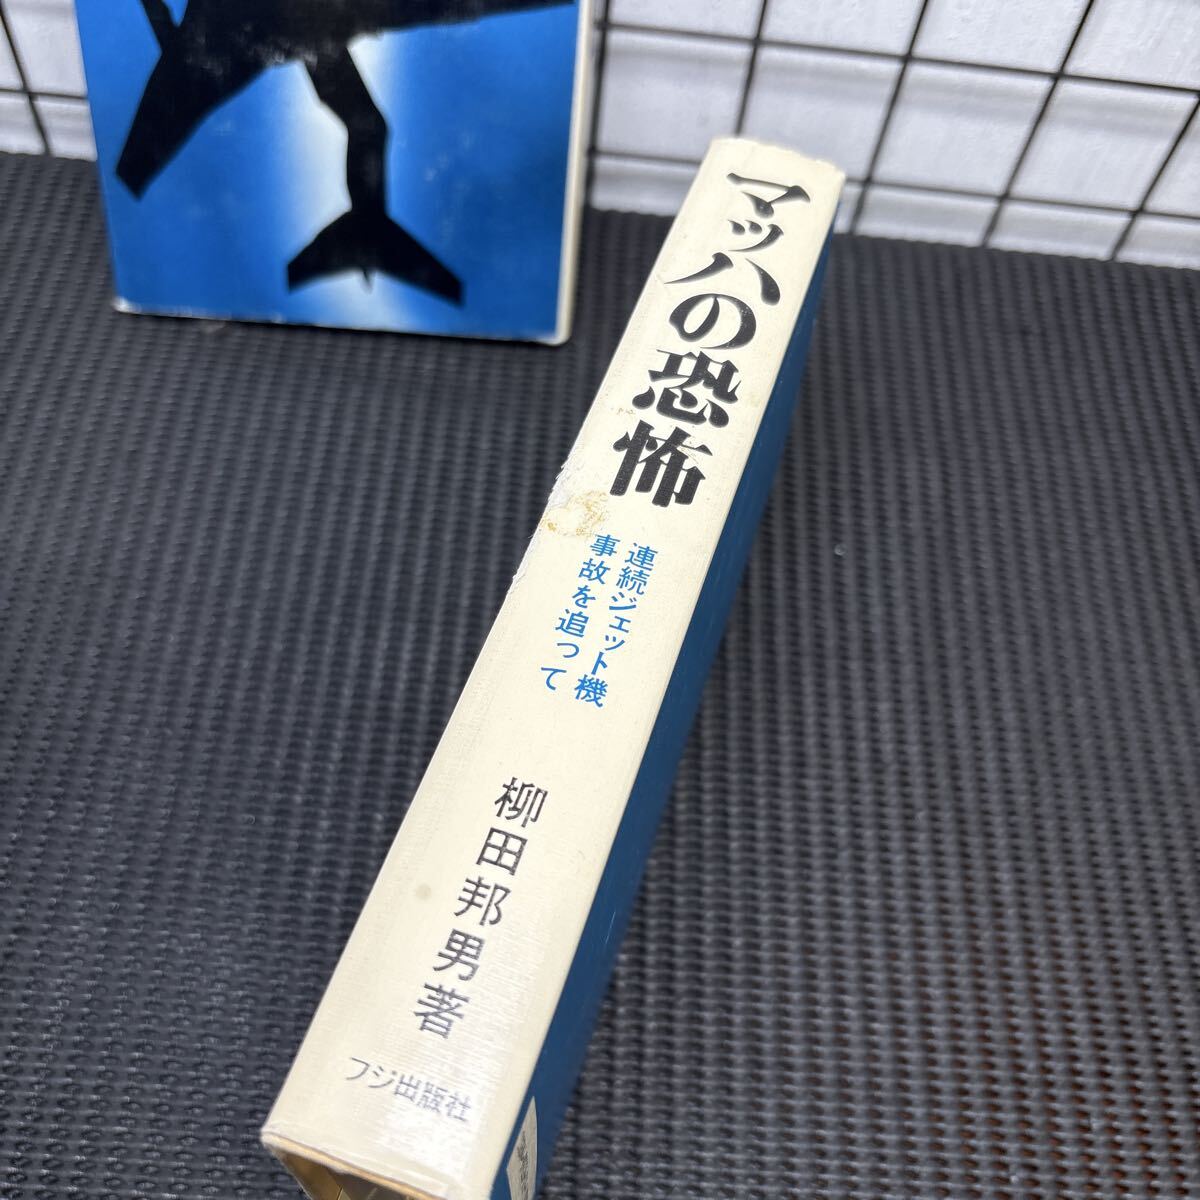 マッハの恐怖
連続ジェット機
事故を追って
柳田邦男著
フジ出版社